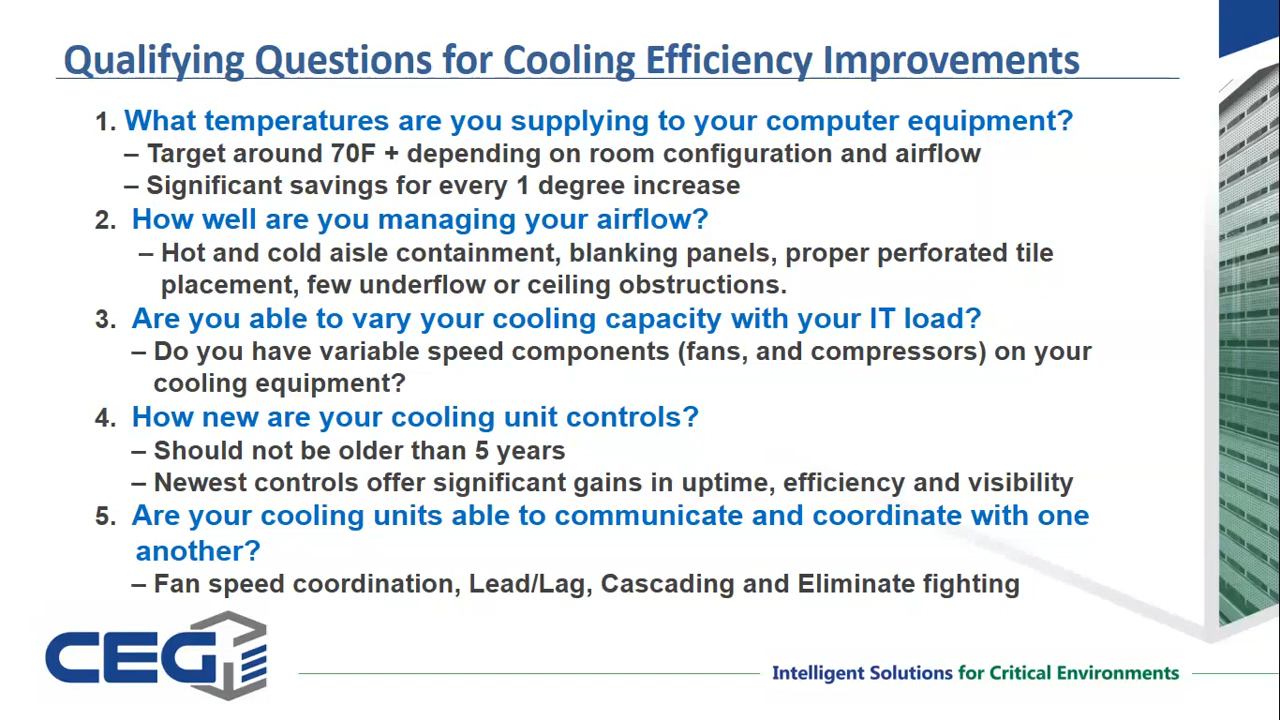 Qualifying Questions for Cooling Efficiency Improvements
1. What temperatures are you supplying to your computer equipment?
– Target around 70F + depending on room configuration and airflow
– Significant savings for every 1 degree increase
2. How well are you managing your airflow?
– Hot and cold aisle containment, blanking panels, proper perforated tile
placement, few underflow or ceiling obstructions.
3. Are you able to vary your cooling capacity with your IT load?
– Do you have variable speed components (fans, and compressors) on your
cooling equipment?
4. How new are your cooling unit controls?
– Should not be older than 5 years
– Newest controls offer significant gains in uptime, efficiency and visibility
5. Are your cooling units able to communicate and coordinate with one
another?
– Fan speed coordination, Lead/Lag, Cascading and Eliminate fighting
CEG
Intelligent Solutions for Critical Environments